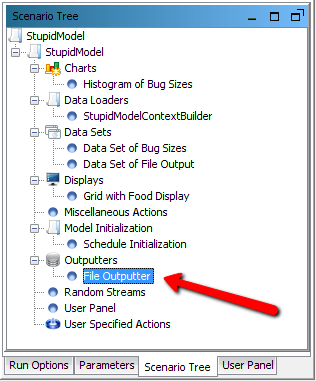 Scenario Tree
StupidModel
StupidModel
Charts
Histogram of Bug Sizes
Data Loaders
StupidModelContextBuilder
Data Sets
Data Set of Bug Sizes
Data Set of File Output
Displays
Grid with Food Display
Miscellaneous Actions
Model Initialization
Schedule Initialization
Outputters
File Outputter
Random Streams
User Panel
User Specified Actions
Run Options Parameters Scenario Tree User Panel